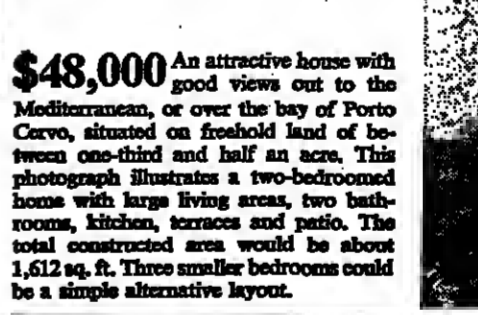 $48,000 An attractive house with
good views out to the
Mediterranean, or over the bay of Porto
Cervo, situated on freehold land of be-
tween one-third and half an acre. This
photograph illustrates a two-bedroomed
home with large living areas, two bath-
rooms, kitchen, terraces and patio. The
total constructed area would be about
1,612 sq. ft. Three smaller bedrooms could
be a simple alternative layout.